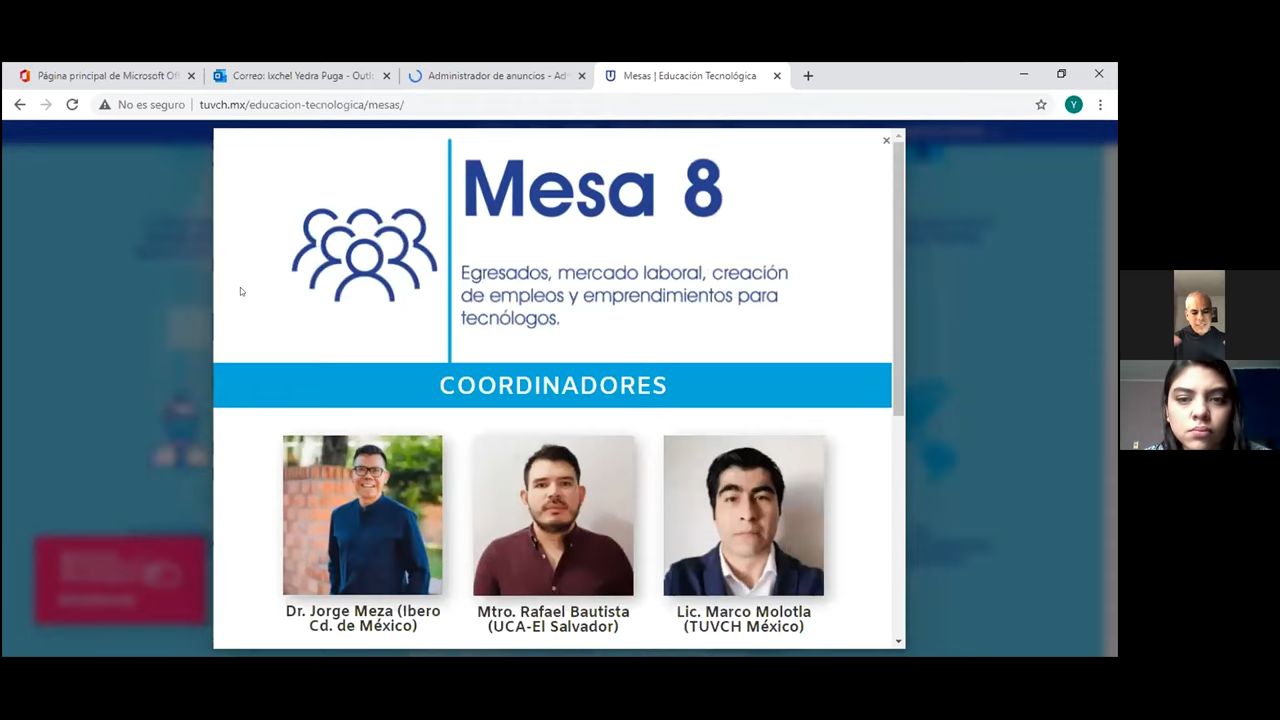 Página principal de Microsoft Ofi
Correo: Ixchel Yedra Puga - Outl
Administrador de anuncios - Ad
Mesas | Educación Tecnológica
No es seguro
tuvch.mx/educacion-tecnologica/mesas/
Y
Mesa 8
Egresados, mercado laboral, creación
de empleos y emprendimientos para
tecnólogos.
COORDINADORES
Dr. Jorge Meza (Ibero
Cd. de México)
Mtro. Rafael Bautista
(UCA-El Salvador)
Lic. Marco Molotla
(TUVCH México)